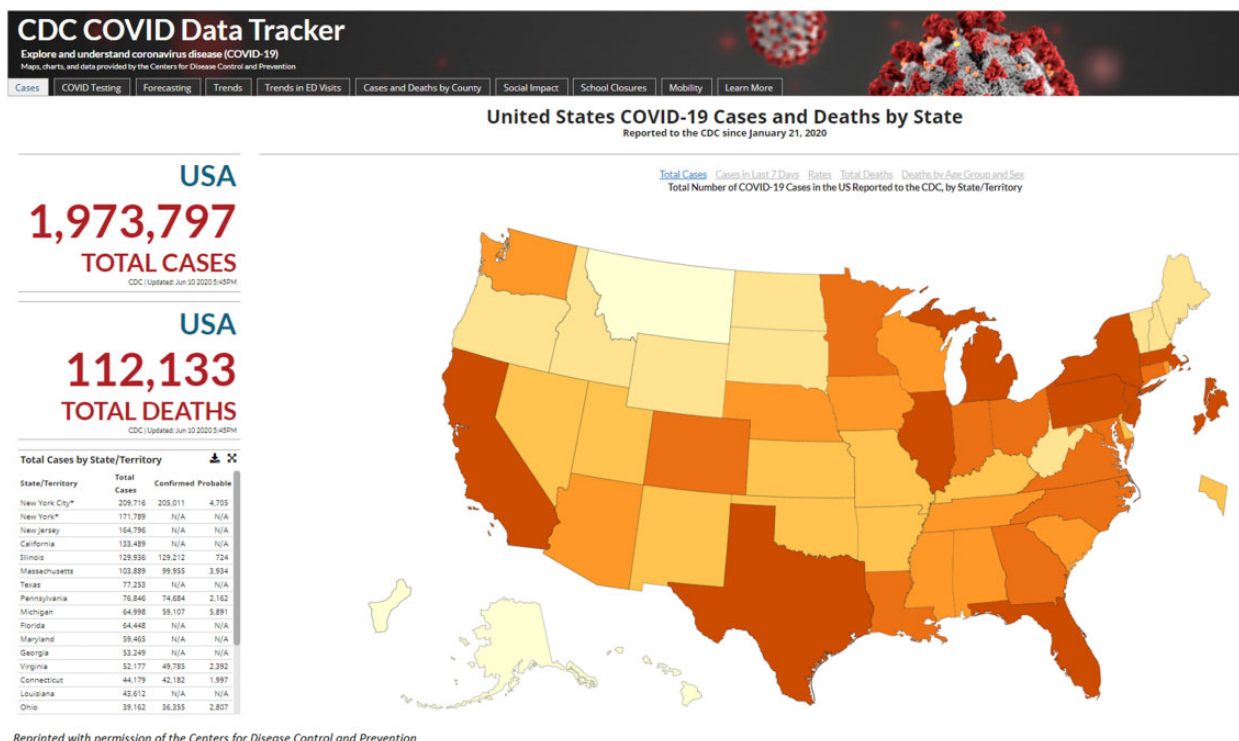 CDC COVID Data Tracker
Explore and understand coronavirus disease (COVID-19)
Maps, charts, and data provided by the Centers for Disease Control and Prevention
Cases COVID Testing Forecasting Trends Trends in ED Visits Cases and Deaths by County Social Impact School Closures Mobility Learn More
United States COVID-19 Cases and Deaths by State
Reported to the CDC since January 21, 2020
USA
1,973,797
TOTAL CASES
CDC | Updated: Jun 10 2020 5:45PM
USA
112,133
TOTAL DEATHS
CDC | Updated: Jun 10 2020 5:45PM
Total Cases Cases in Last 7 Days Rates Total Deaths Deaths by Age Group and Sex
Total Number of COVID-19 Cases in the US Reported to the CDC, by State/Territory
Total Cases by State/Territory
State/Territory Total Cases Confirmed Probable
New York City* 209,716 205,011 4,705
New York* 171,789 N/A N/A
New Jersey 164,796 N/A N/A
California 133,489 N/A N/A
Illinois 129,936 129,212 724
Massachusetts 103,889 99,955 3,934
Texas 77,253 N/A N/A
Pennsylvania 76,846 74,684 2,162
Michigan 64,998 59,107 5,891
Florida 64,448 N/A N/A
Maryland 59,465 N/A N/A
Georgia 53,249 N/A N/A
Virginia 52,177 49,785 2,392
Connecticut 44,179 42,182 1,997
Louisiana 43,612 N/A N/A
Ohio 39,162 36,355 2,807
Reprinted with permission of the Centers for Disease Control and Prevention